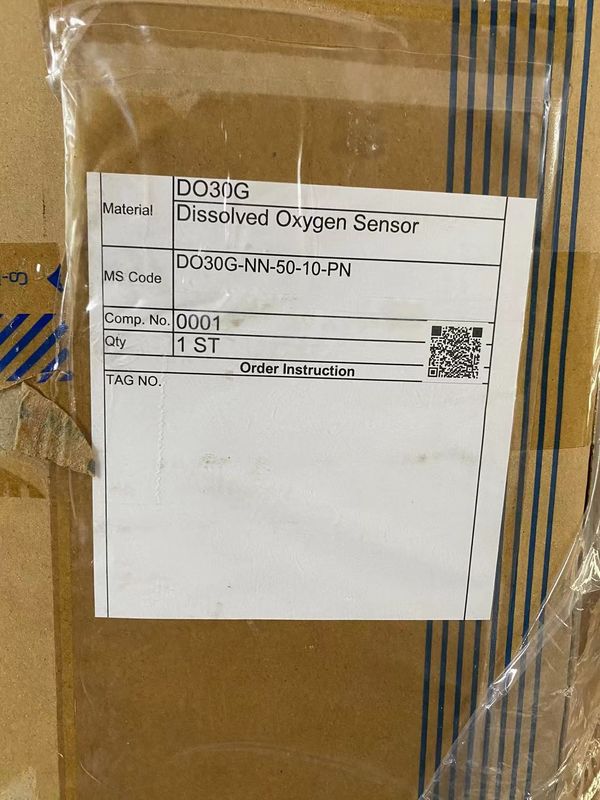 Material
DO30G
Dissolved Oxygen Sensor
MS Code
DO30G-NN-50-10-PN
Comp. No. 0001
Qty 1 ST
Order Instruction
TAG NO.